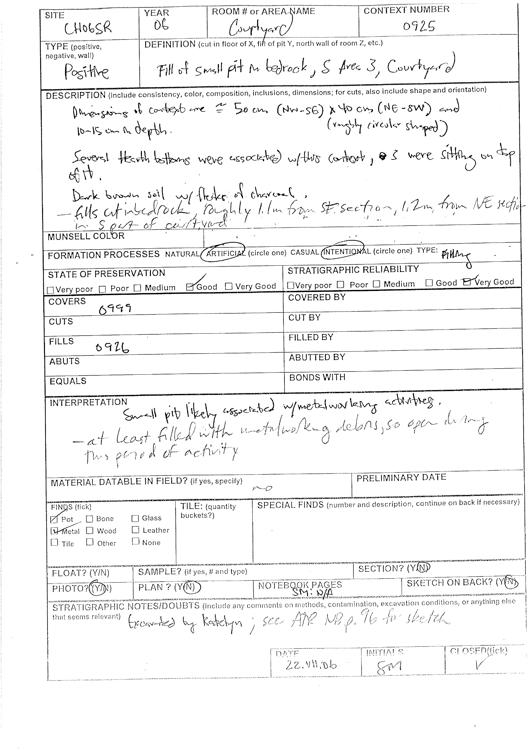 SITE CH06SR YEAR 06 ROOM # or AREA NAME Courtyard CONTEXT NUMBER 0925
TYPE (positive, negative, wall) Positive DEFINITION (cut in floor of X, fill of pit Y, north wall of room Z, etc.)
Fill of small pit in bedrock, S Area 3, Courtyard
DESCRIPTION (include consistency, color, composition, inclusions, dimensions; for cuts, also include shape and orientation)
Dimensions of context are ≈ 50 cm (NW-SE) x 40 cm (NE-SW) and
10-15 cm in depth. (roughly circular shaped)
Several hearth bottoms were associated w/this context, 3 were sitting on top
of it.
Dark brown soil w/ flecks of charcoal.
- fills cut in bedrock, roughly 1.1m from SE section, 1.2m from NE section
in S part of courtyard
MUNSELL COLOR
FORMATION PROCESSES NATURAL/ARTIFICIAL (circle one) CASUAL/INTENTIONAL (circle one) TYPE: Filling
STATE OF PRESERVATION STRATIGRAPHIC RELIABILITY
Very poor Poor Medium Good Very Good Very poor Poor Medium Good Very Good
COVERS 0999 COVERED BY
CUTS CUT BY
FILLS 0926 FILLED BY
ABUTS ABUTTED BY
EQUALS BONDS WITH
INTERPRETATION
Small pit likely associated w/metalworking activities.
- at least filled with metalworking debris, so open during
this period of activity
MATERIAL DATABLE IN FIELD? (if yes, specify) no PRELIMINARY DATE
FINDS (tick) TILE: (quantity buckets?) SPECIAL FINDS (number and description, continue on back if necessary)
Pot Bone Glass
Metal Wood Leather
Tile Other None
FLOAT? (Y/N) SAMPLE? (if yes, # and type) SECTION? (Y/N)
PHOTO? (Y/N) PLAN? (Y/N) NOTEBOOK PAGES SM: N/A SKETCH ON BACK? (Y/N)
STRATIGRAPHIC NOTES/DOUBTS (include any comments on methods, contamination, excavation conditions, or anything else
that seems relevant) Excavated by Katelyn; see NB p. 96 for sketch
DATE 22.VII.06 INITIALS SM CLOSED (tick) ✓